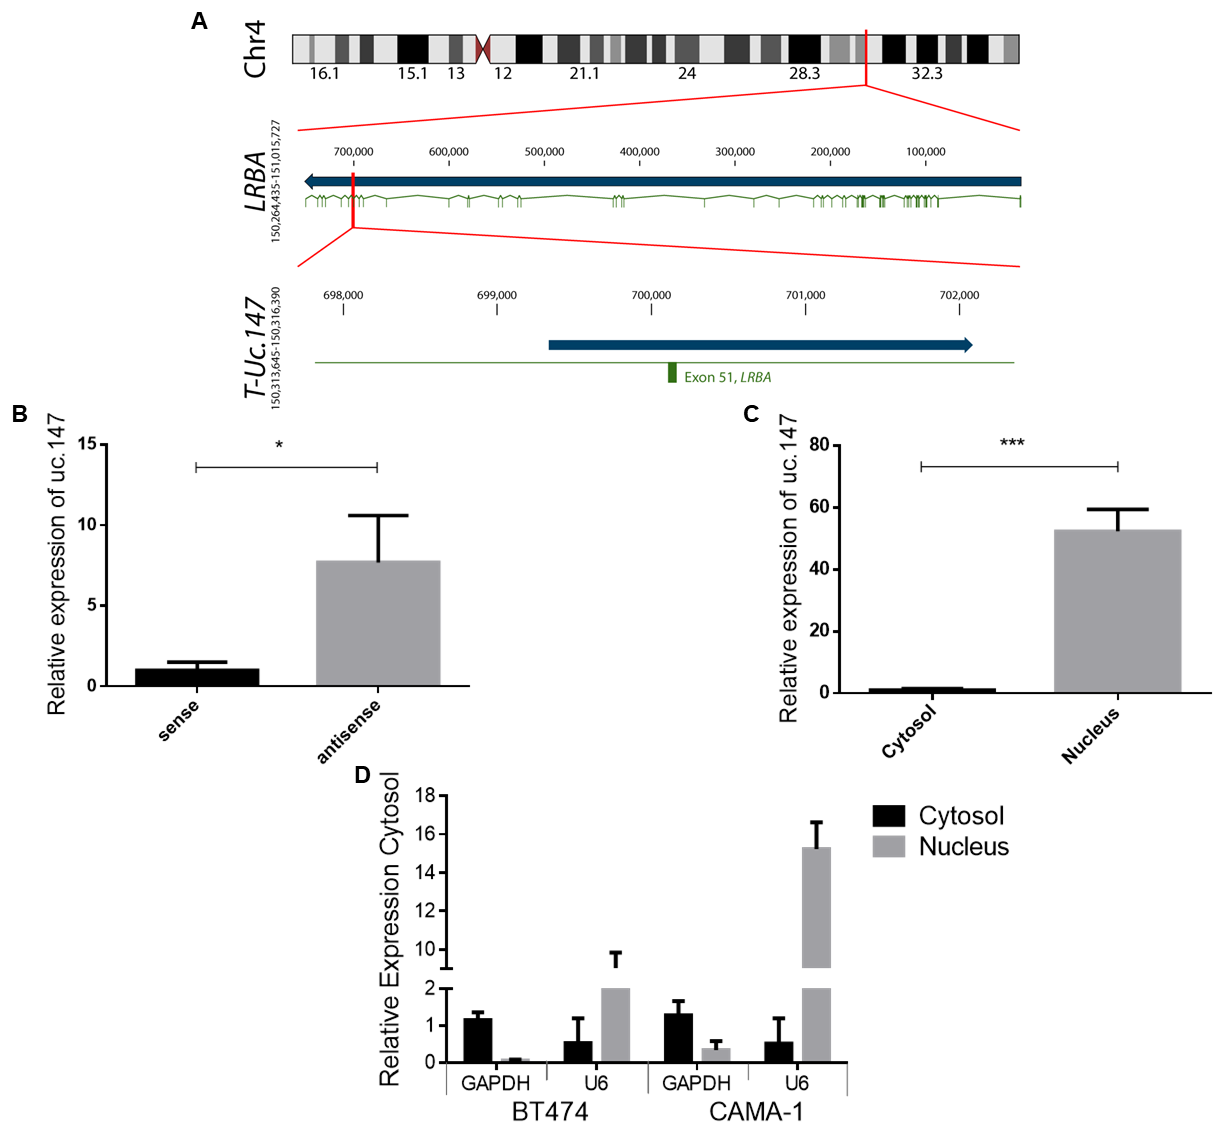 A
Chr4
16.1 15.1 13 12 21.1 24 28.3 32.3
LRBA
150,264,435-151,015,727
700,000 600,000 500,000 400,000 300,000 200,000 100,000
T-Uc.147
150,313,645-150,316,390
698,000 699,000 700,000 701,000 702,000
Exon 51, LRBA
B
Relative expression of uc.147
15
10
5
0
*
sense
antisense
C
Relative expression of uc.147
80
60
40
20
0
***
Cytosol
Nucleus
D
Relative Expression Cytosol
18
16
14
12
10
2
1
0
GAPDH U6 GAPDH U6
BT474 CAMA-1
Cytosol
Nucleus